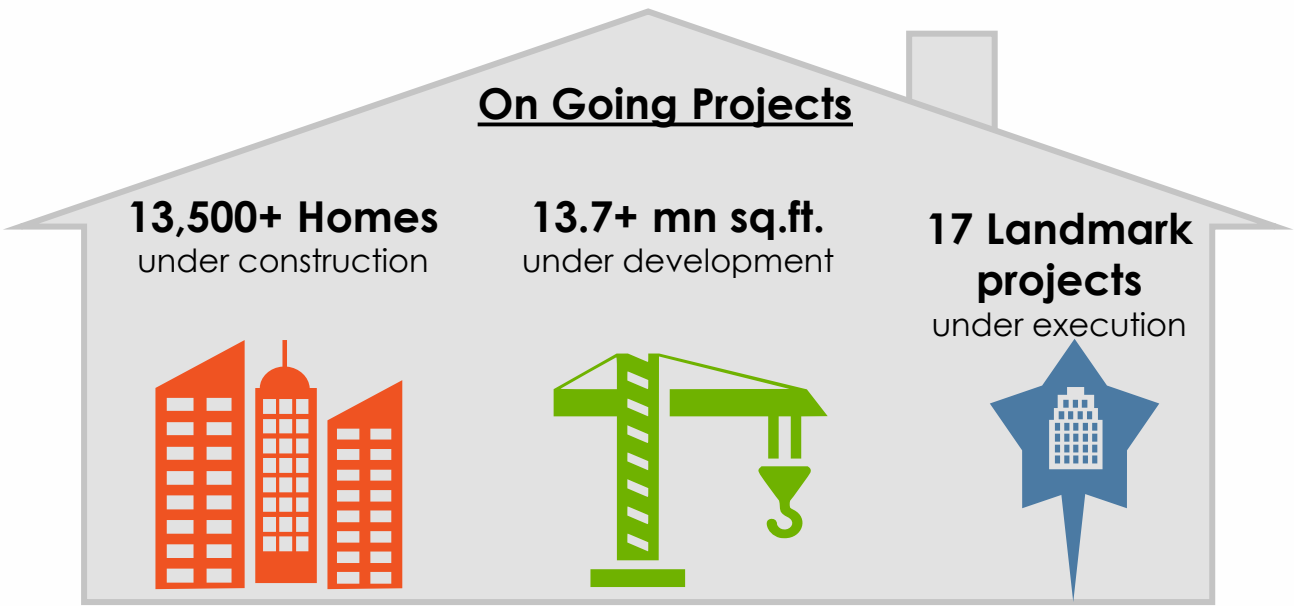 On Going Projects
13,500+ Homes
under construction
13.7+ mn sq.ft.
under development
17 Landmark
projects
under execution